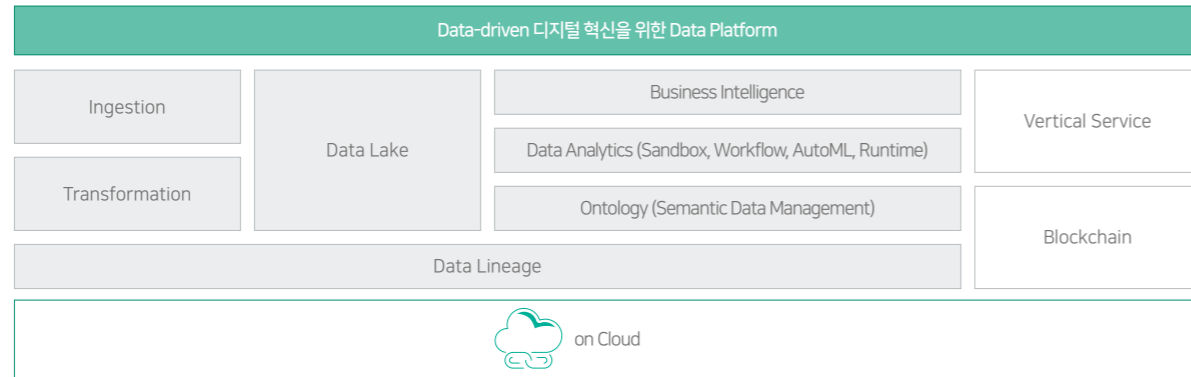 Data-driven 디지털 혁신을 위한 Data Platform
Ingestion
Transformation
Data Lake
Business Intelligence
Data Analytics (Sandbox, Workflow, AutoML, Runtime)
Ontology (Semantic Data Management)
Vertical Service
Blockchain
Data Lineage
on Cloud